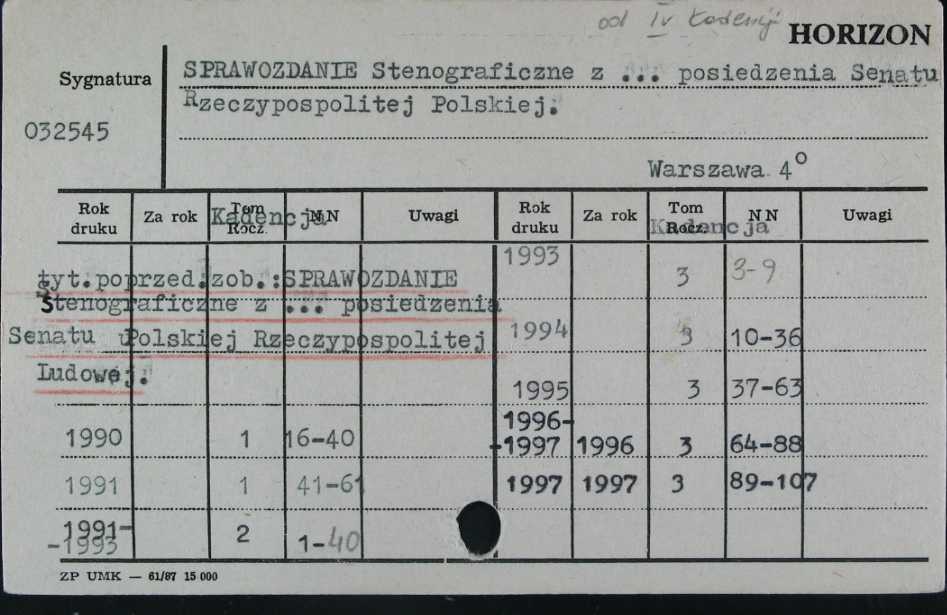 od IV Kadencji
HORIZON
Sygnatura
SPRAWOZDANIE Stenograficzne z ... posiedzenia Senatu
Rzeczypospolitej Polskiej.
032545
Warszawa 4°
Rok druku Za rok Tom Rocz. Kadencja NN Uwagi Rok druku Za rok Tom Rocz. Kadencja NN Uwagi
tyt.poprzed.zob.:SPRAWOZDANIE
Stenograficzne z ... posiedzenia
Senatu Polskiej Rzeczypospolitej
Ludowej.
1990 1 16-40
1991 1 41-61
1991-
-1993 2 1-40
1993 3 3-9
1994 3 10-36
1995 3 37-63
1996-
-1997 1996 3 64-88
1997 1997 3 89-107
ZP UMK — 61/87 15 000